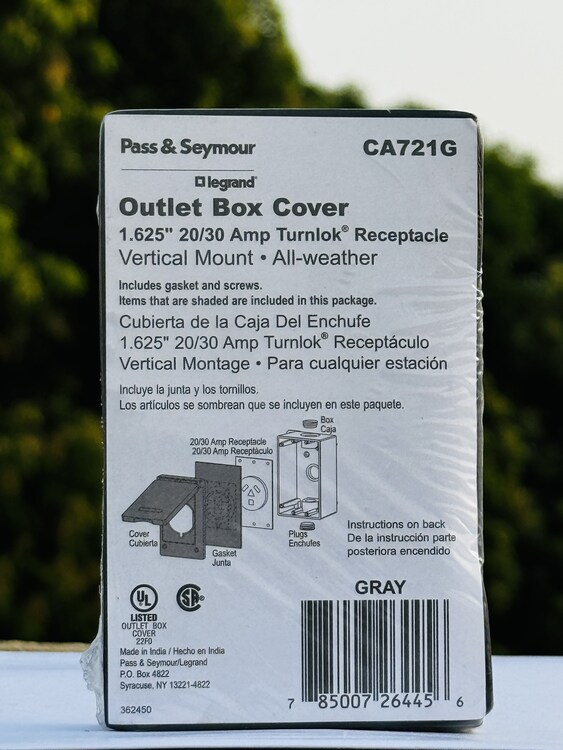 Pass & Seymour
CA721G
legrand®
Outlet Box Cover
1.625" 20/30 Amp Turnlok® Receptacle
Vertical Mount • All-weather
Includes gasket and screws.
Items that are shaded are included in this package.
Cubierta de la Caja Del Enchufe
1.625" 20/30 Amp Turnlok® Receptáculo
Vertical Montage • Para cualquier estación
Incluye la junta y los tornillos.
Los artículos se sombrean que se incluyen en este paquete.
Box
Caja
20/30 Amp Receptacle
20/30 Amp Receptáculo
Cover
Cubierta
Gasket
Junta
Plugs
Enchufes
Instructions on back
De la instrucción parte
posteriora encendido
UL
LISTED
OUTLET BOX
COVER
22F0
SA®
GRAY
Made in India / Hecho en India
Pass & Seymour/Legrand
P.O. Box 4822
Syracuse, NY 13221-4822
362450
7 85007 26445 6